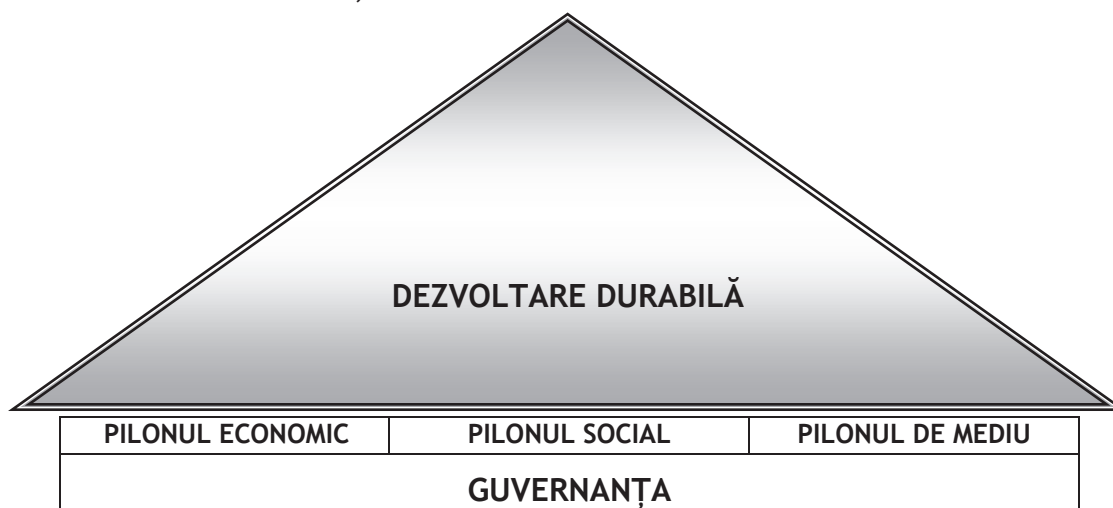 DEZVOLTARE DURABILĂ
PILONUL ECONOMIC PILONUL SOCIAL PILONUL DE MEDIU
GUVERNANȚA